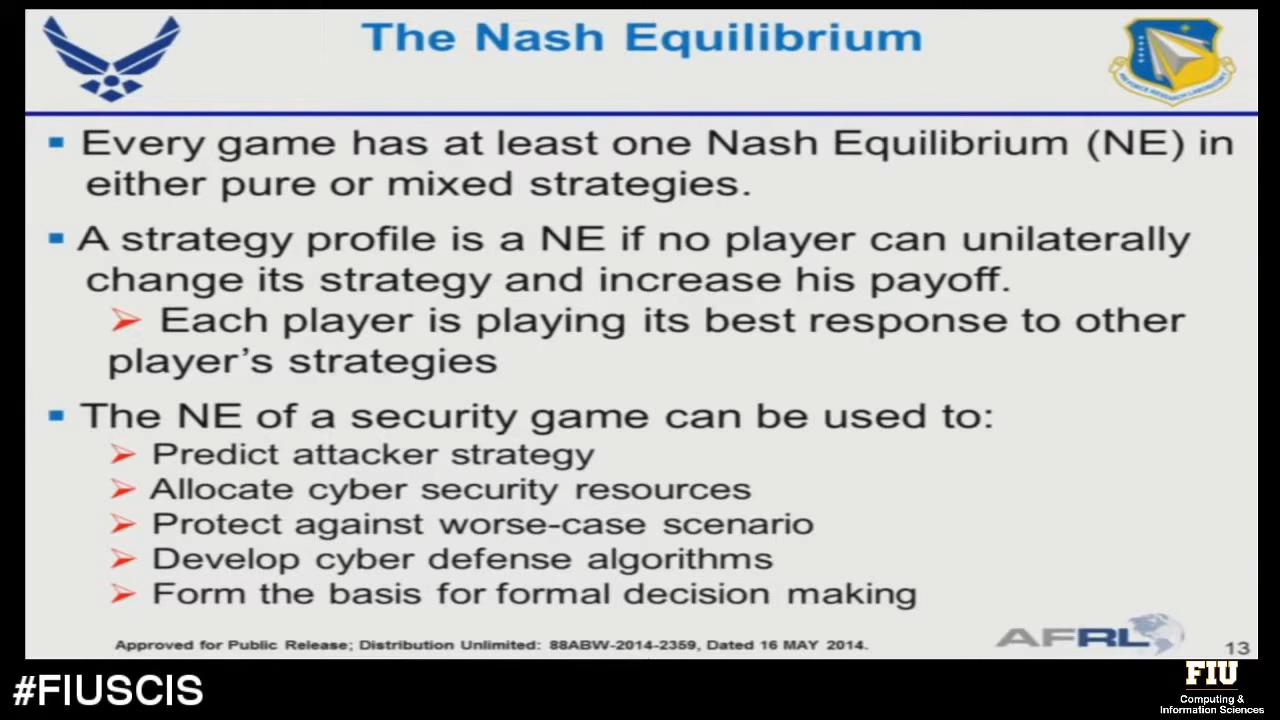 The Nash Equilibrium
Every game has at least one Nash Equilibrium (NE) in
either pure or mixed strategies.
A strategy profile is a NE if no player can unilaterally
change its strategy and increase his payoff.
Each player is playing its best response to other
player's strategies
The NE of a security game can be used to:
Predict attacker strategy
Allocate cyber security resources
Protect against worse-case scenario
Develop cyber defense algorithms
Form the basis for formal decision making
Approved for Public Release; Distribution Unlimited: 88ABW-2014-2359, Dated 16 MAY 2014.
AFRL
13
#FIUSCIS
FIU
Computing &
Information Sciences